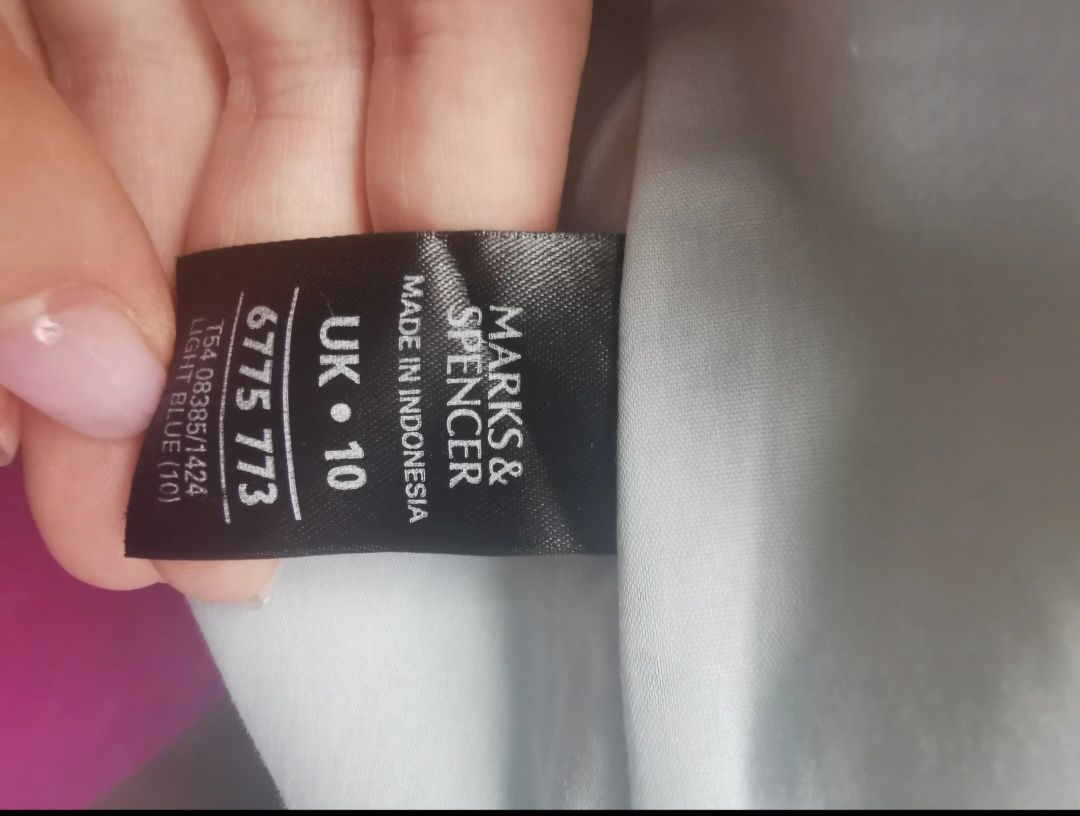 MARKS &
SPENCER
MADE IN INDONESIA
UK • 10
6775 773
T54 08385/1424
LIGHT BLUE (10)